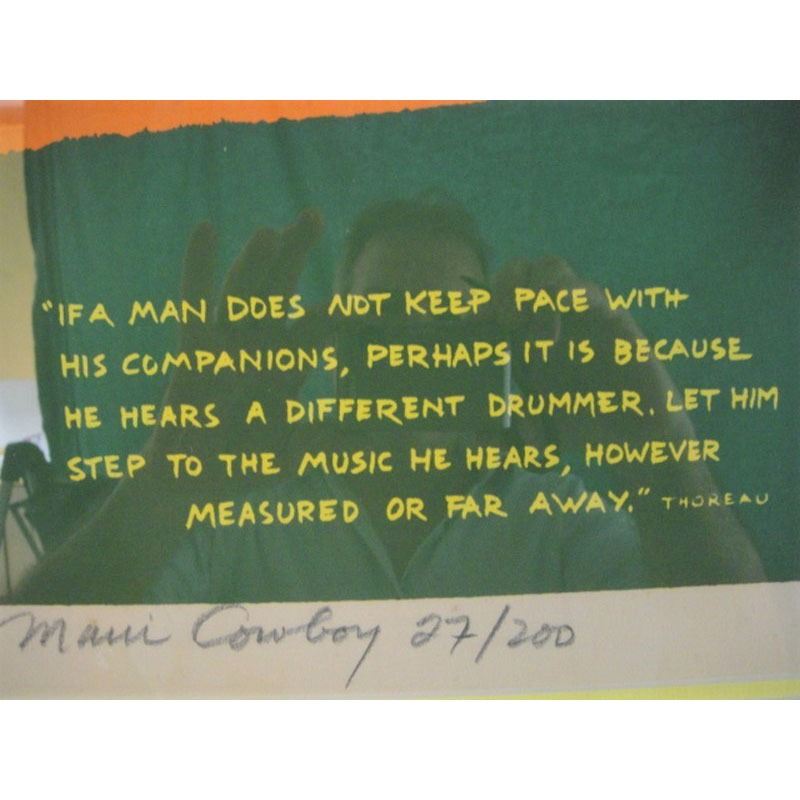 "IF A MAN DOES NOT KEEP PACE WITH
HIS COMPANIONS, PERHAPS IT IS BECAUSE
HE HEARS A DIFFERENT DRUMMER. LET HIM
STEP TO THE MUSIC HE HEARS, HOWEVER
MEASURED OR FAR AWAY." THOREAU
Maui Cowboy 27/200